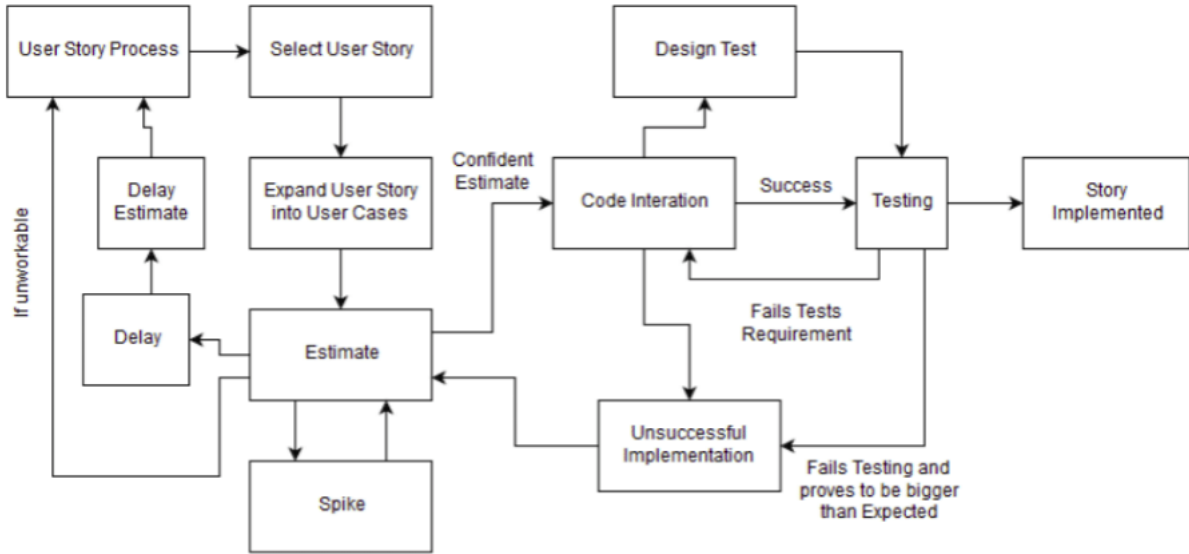 User Story Process
Select User Story
Design Test
Delay
Estimate
Expand User Story
into User Cases
Confident
Estimate
Code Interation
Success
Testing
Story
Implemented
If unworkable
Delay
Estimate
Fails Tests
Requirement
Unsuccessful
Implementation
Fails Testing and
proves to be bigger
than Expected
Spike